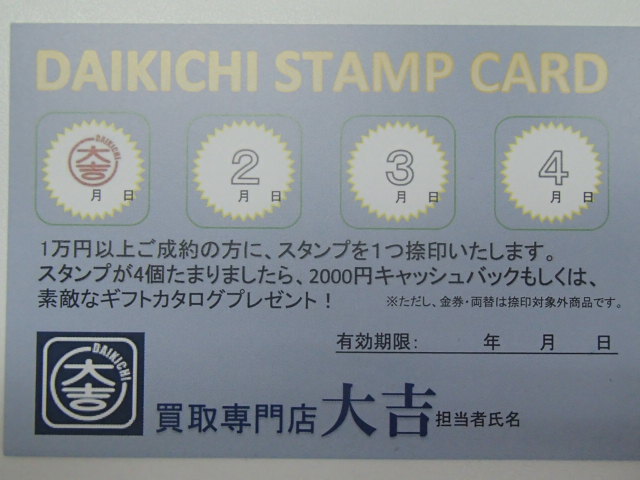 DAIKICHI STAMP CARD
DAIKICHI
大吉
2
3
4
月 日
月 日
月 日
月 日
1万円以上ご成約の方に、スタンプを1つ捺印いたします。
スタンプが4個たまりましたら、2000円キャッシュバックもしくは、
素敵なギフトカタログプレゼント！
※ただし、金券・両替は捺印対象外商品です。
有効期限： 年 月 日
DAIKICHI
大吉
買取専門店 大吉 担当者氏名